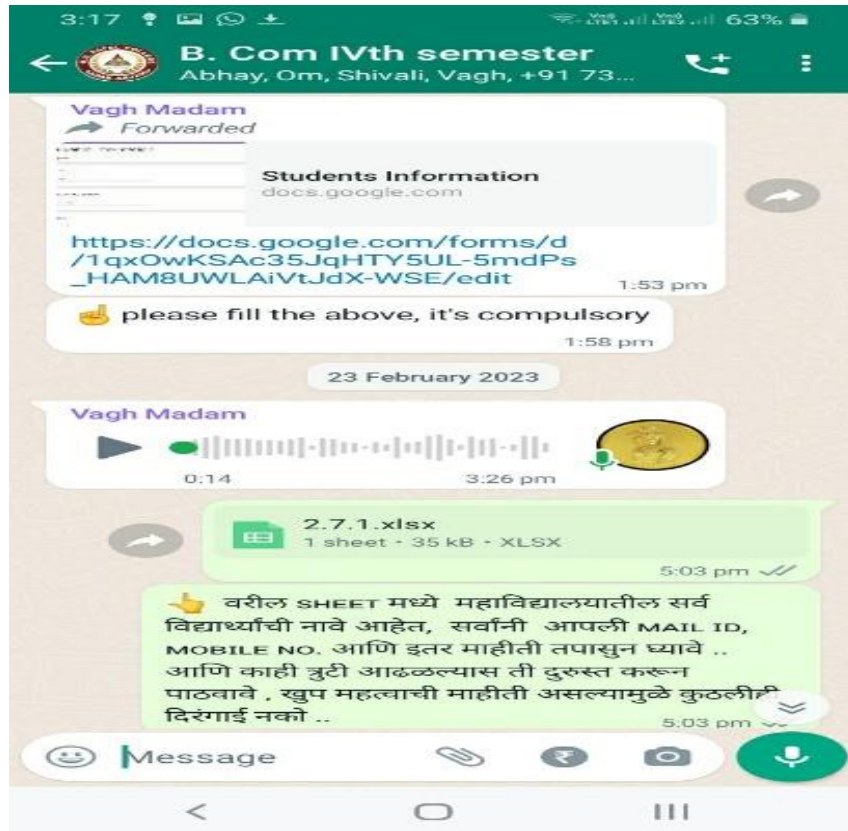 3:17 63%
B. Com IVth semester
Abhay, Om, Shivali, Vagh, +91 73...
Vagh Madam
Forwarded
Students Information
docs.google.com
https://docs.google.com/forms/d
/1qxOwKSAc35JqHTY5UL-5mdPs
_HAM8UWLAiVtJdX-WSE/edit
1:53 pm
please fill the above, it's compulsory
1:58 pm
23 February 2023
Vagh Madam
0:14 3:26 pm
2.7.1.xlsx
1 sheet • 35 kB • XLSX
5:03 pm
वरील SHEET मध्ये महाविद्यालयातील सर्व
विद्यार्थ्यांची नावे आहेत, सर्वांनी आपली MAIL ID,
MOBILE NO. आणि इतर माहीती तपासुन घ्यावे ..
आणि काही त्रुटी आढळल्यास ती दुरुस्त करून
पाठवावे , खुप महत्वाची माहीती असल्यामुळे कुठलीही
दिरंगाई नको ..
5:03 pm
Message